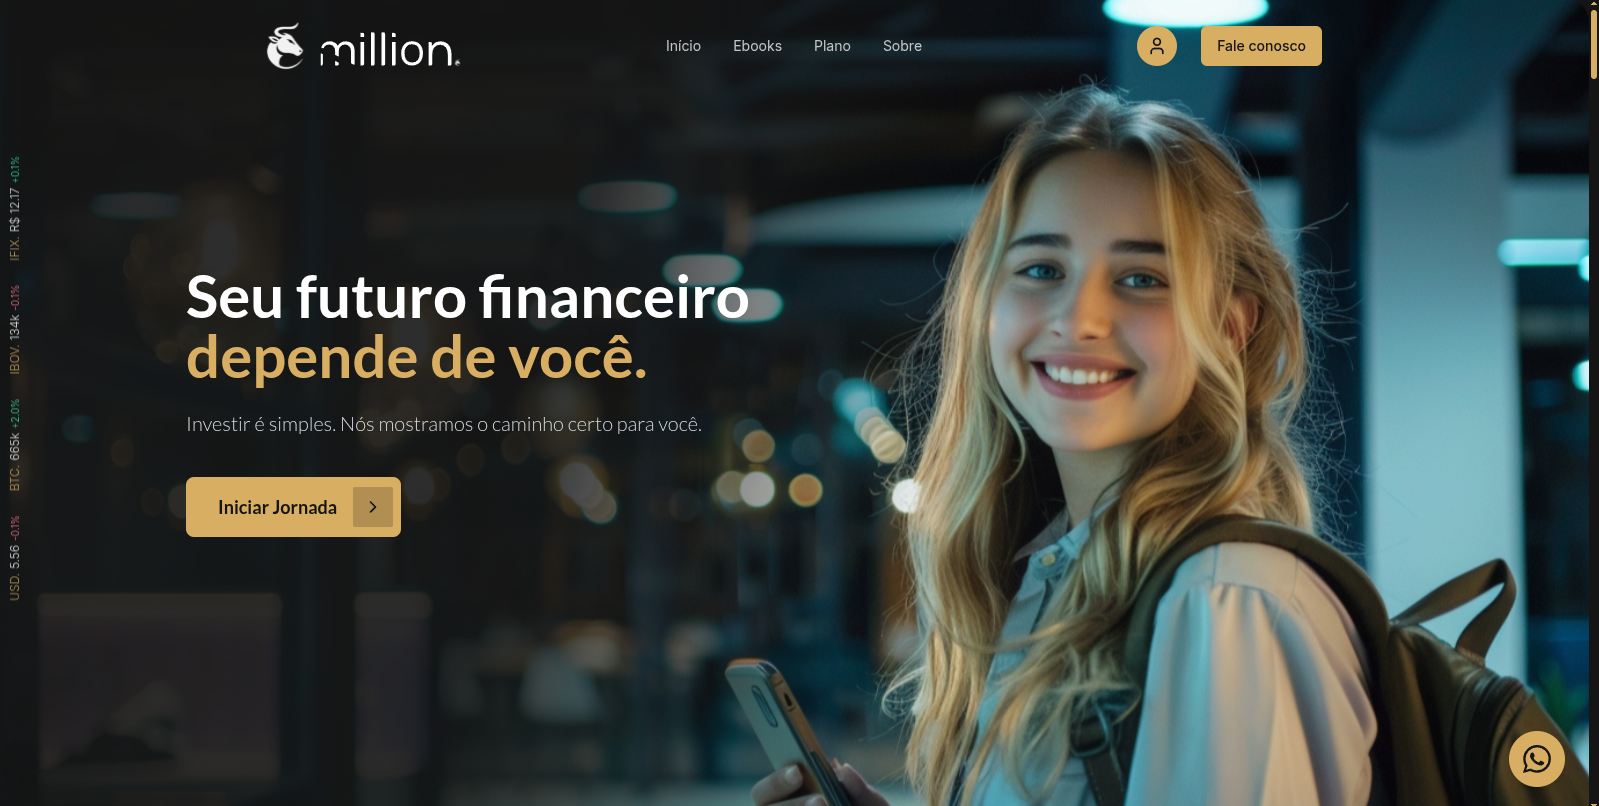 million.
Início
Ebooks
Plano
Sobre
Fale conosco
Seu futuro financeiro
depende de você.
Investir é simples. Nós mostramos o caminho certo para você.
Iniciar Jornada
USD. 5.56 -0.1%
BTC. 665k +2.0%
IBOV. 134k -0.1%
IFIX. R$ 12.17 +0.1%